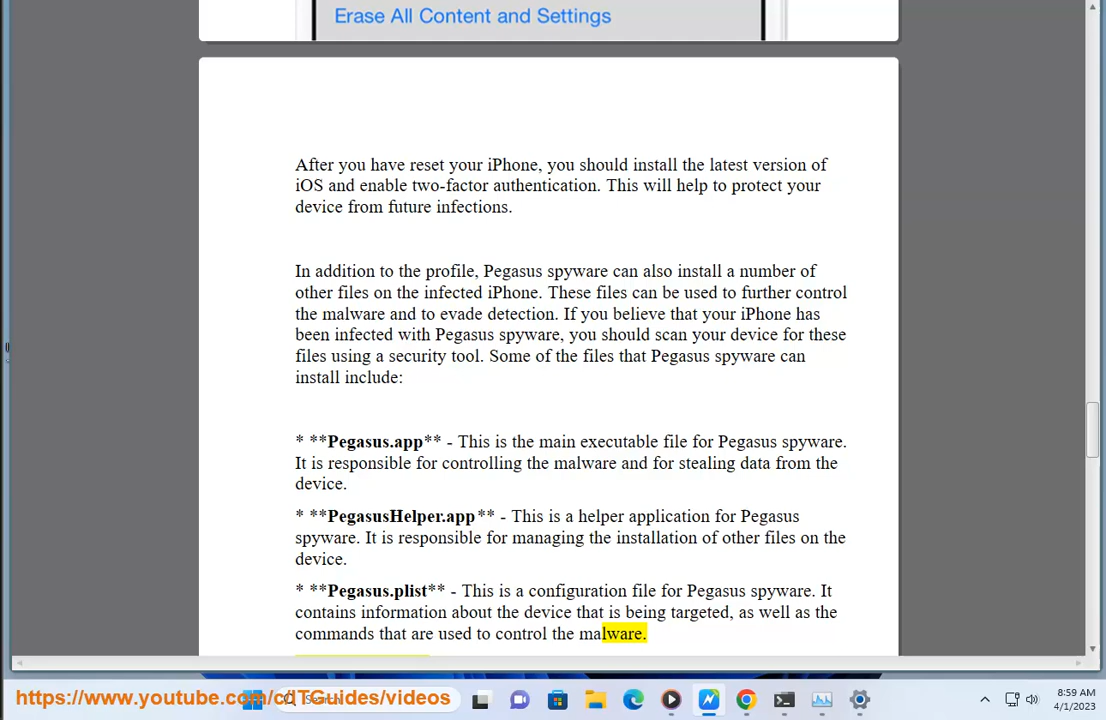 Erase All Content and Settings
After you have reset your iPhone, you should install the latest version of
iOS and enable two-factor authentication. This will help to protect your
device from future infections.
In addition to the profile, Pegasus spyware can also install a number of
other files on the infected iPhone. These files can be used to further control
the malware and to evade detection. If you believe that your iPhone has
been infected with Pegasus spyware, you should scan your device for these
files using a security tool. Some of the files that Pegasus spyware can
install include:
* **Pegasus.app** - This is the main executable file for Pegasus spyware.
It is responsible for controlling the malware and for stealing data from the
device.
* **PegasusHelper.app** - This is a helper application for Pegasus
spyware. It is responsible for managing the installation of other files on the
device.
* **Pegasus.plist** - This is a configuration file for Pegasus spyware. It
contains information about the device that is being targeted, as well as the
commands that are used to control the malware.
https://www.youtube.com/cdTGuides/videos
8:59 AM
4/1/2023